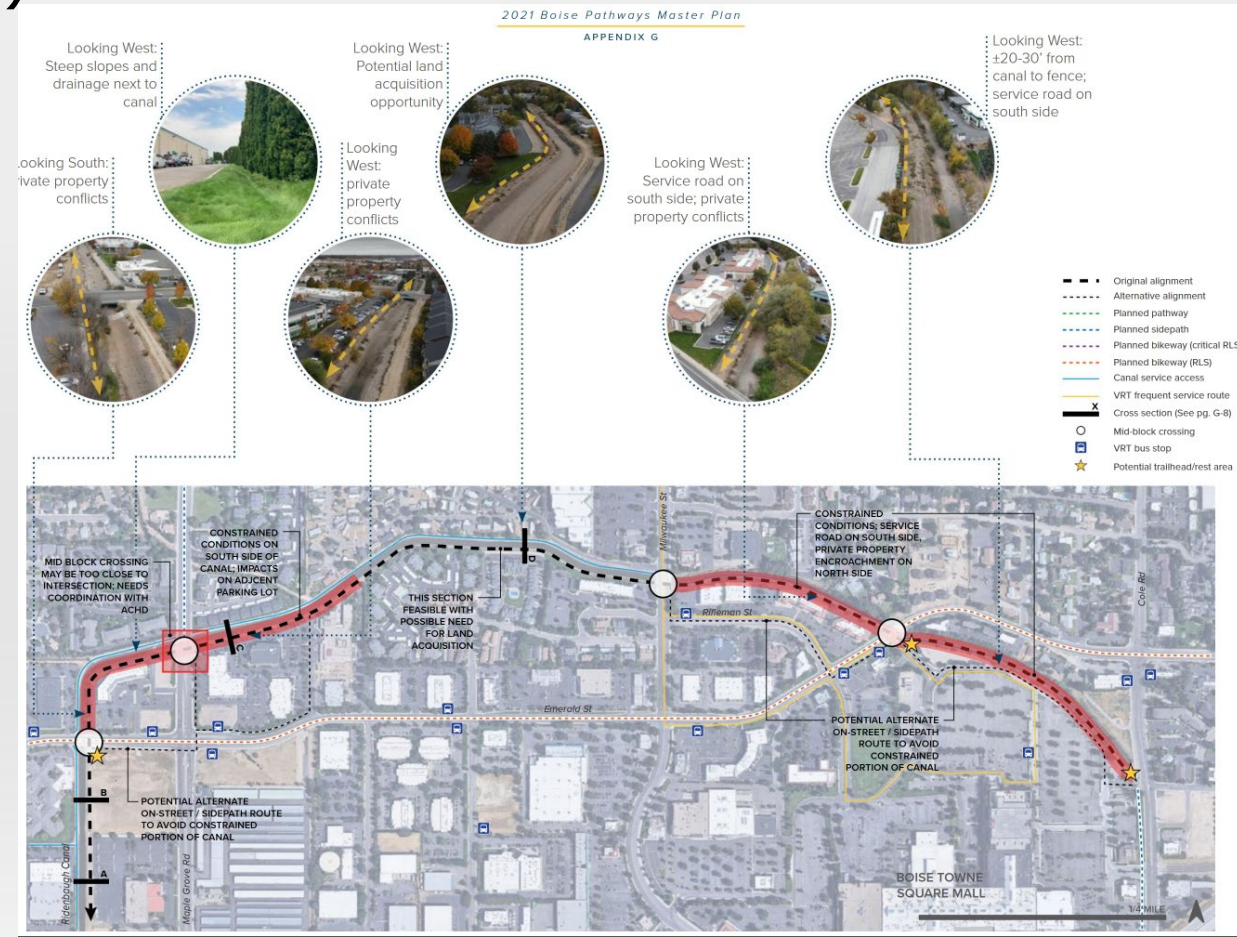 )
2021 Boise Pathways Master Plan
APPENDIX G
Looking West:
Steep slopes and
drainage next to
canal
Looking West:
Potential land
acquisition
opportunity
Looking West:
±20-30' from
canal to fence;
service road on
south side
ooking South:
ivate property
conflicts
Looking
West:
private
property
conflicts
Looking West:
Service road on
south side; private
property conflicts
Original alignment
Alternative alignment
Planned pathway
Planned sidepath
Planned bikeway (critical RLS
Planned bikeway (RLS)
Canal service access
VRT frequent service route
X
Cross section (See pg. G-8)
Mid-block crossing
VRT bus stop
Potential trailhead/rest area
MID BLOCK CROSSING
MAY BE TOO CLOSE TO
INTERSECTION; NEEDS
COORDINATION WITH
ACHD
CONSTRAINED
CONDITIONS ON
SOUTH SIDE OF
CANAL; IMPACTS
ON ADJCENT
PARKING LOT
THIS SECTION
FEASIBLE WITH
POSSIBLE NEED
FOR LAND
ACQUISITION
D
C
Milwaukee St
CONSTRAINED
CONDITIONS; SERVICE
ROAD ON SOUTH SIDE,
PRIVATE PROPERTY
ENCROACHMENT ON
NORTH SIDE
Cole Rd
Rifleman St
Emerald St
POTENTIAL ALTERNATE
ON-STREET / SIDEPATH
ROUTE TO AVOID
CONSTRAINED
PORTION OF CANAL
B
POTENTIAL ALTERNATE
ON-STREET / SIDEPATH ROUTE
TO AVOID CONSTRAINED
PORTION OF CANAL
A
Ridenbaugh Canal
Maple Grove Rd
BOISE TOWNE
SQUARE MALL
1/4 MILE